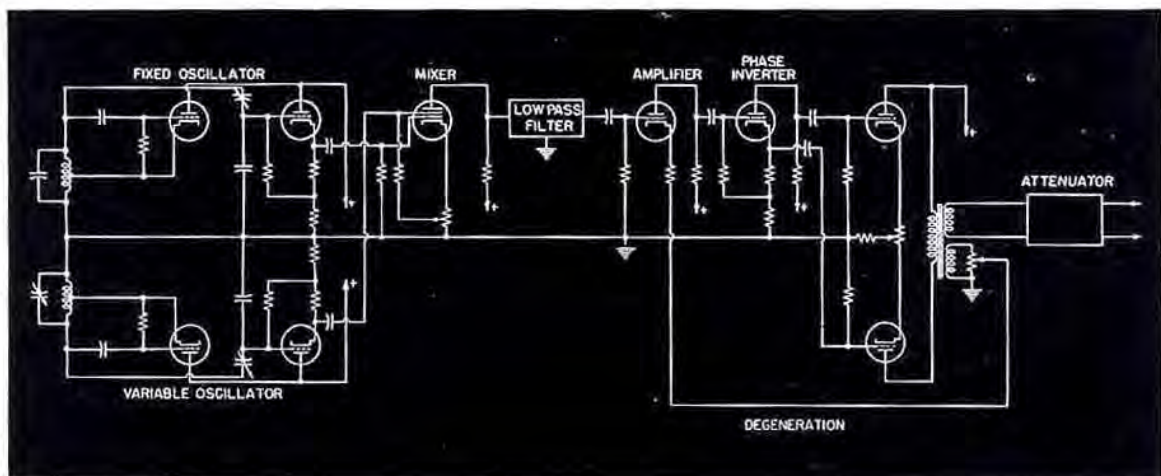 FIXED OSCILLATOR
MIXER
LOW PASS
FILTER
AMPLIFIER
PHASE
INVERTER
ATTENUATOR
VARIABLE OSCILLATOR
DEGENERATION